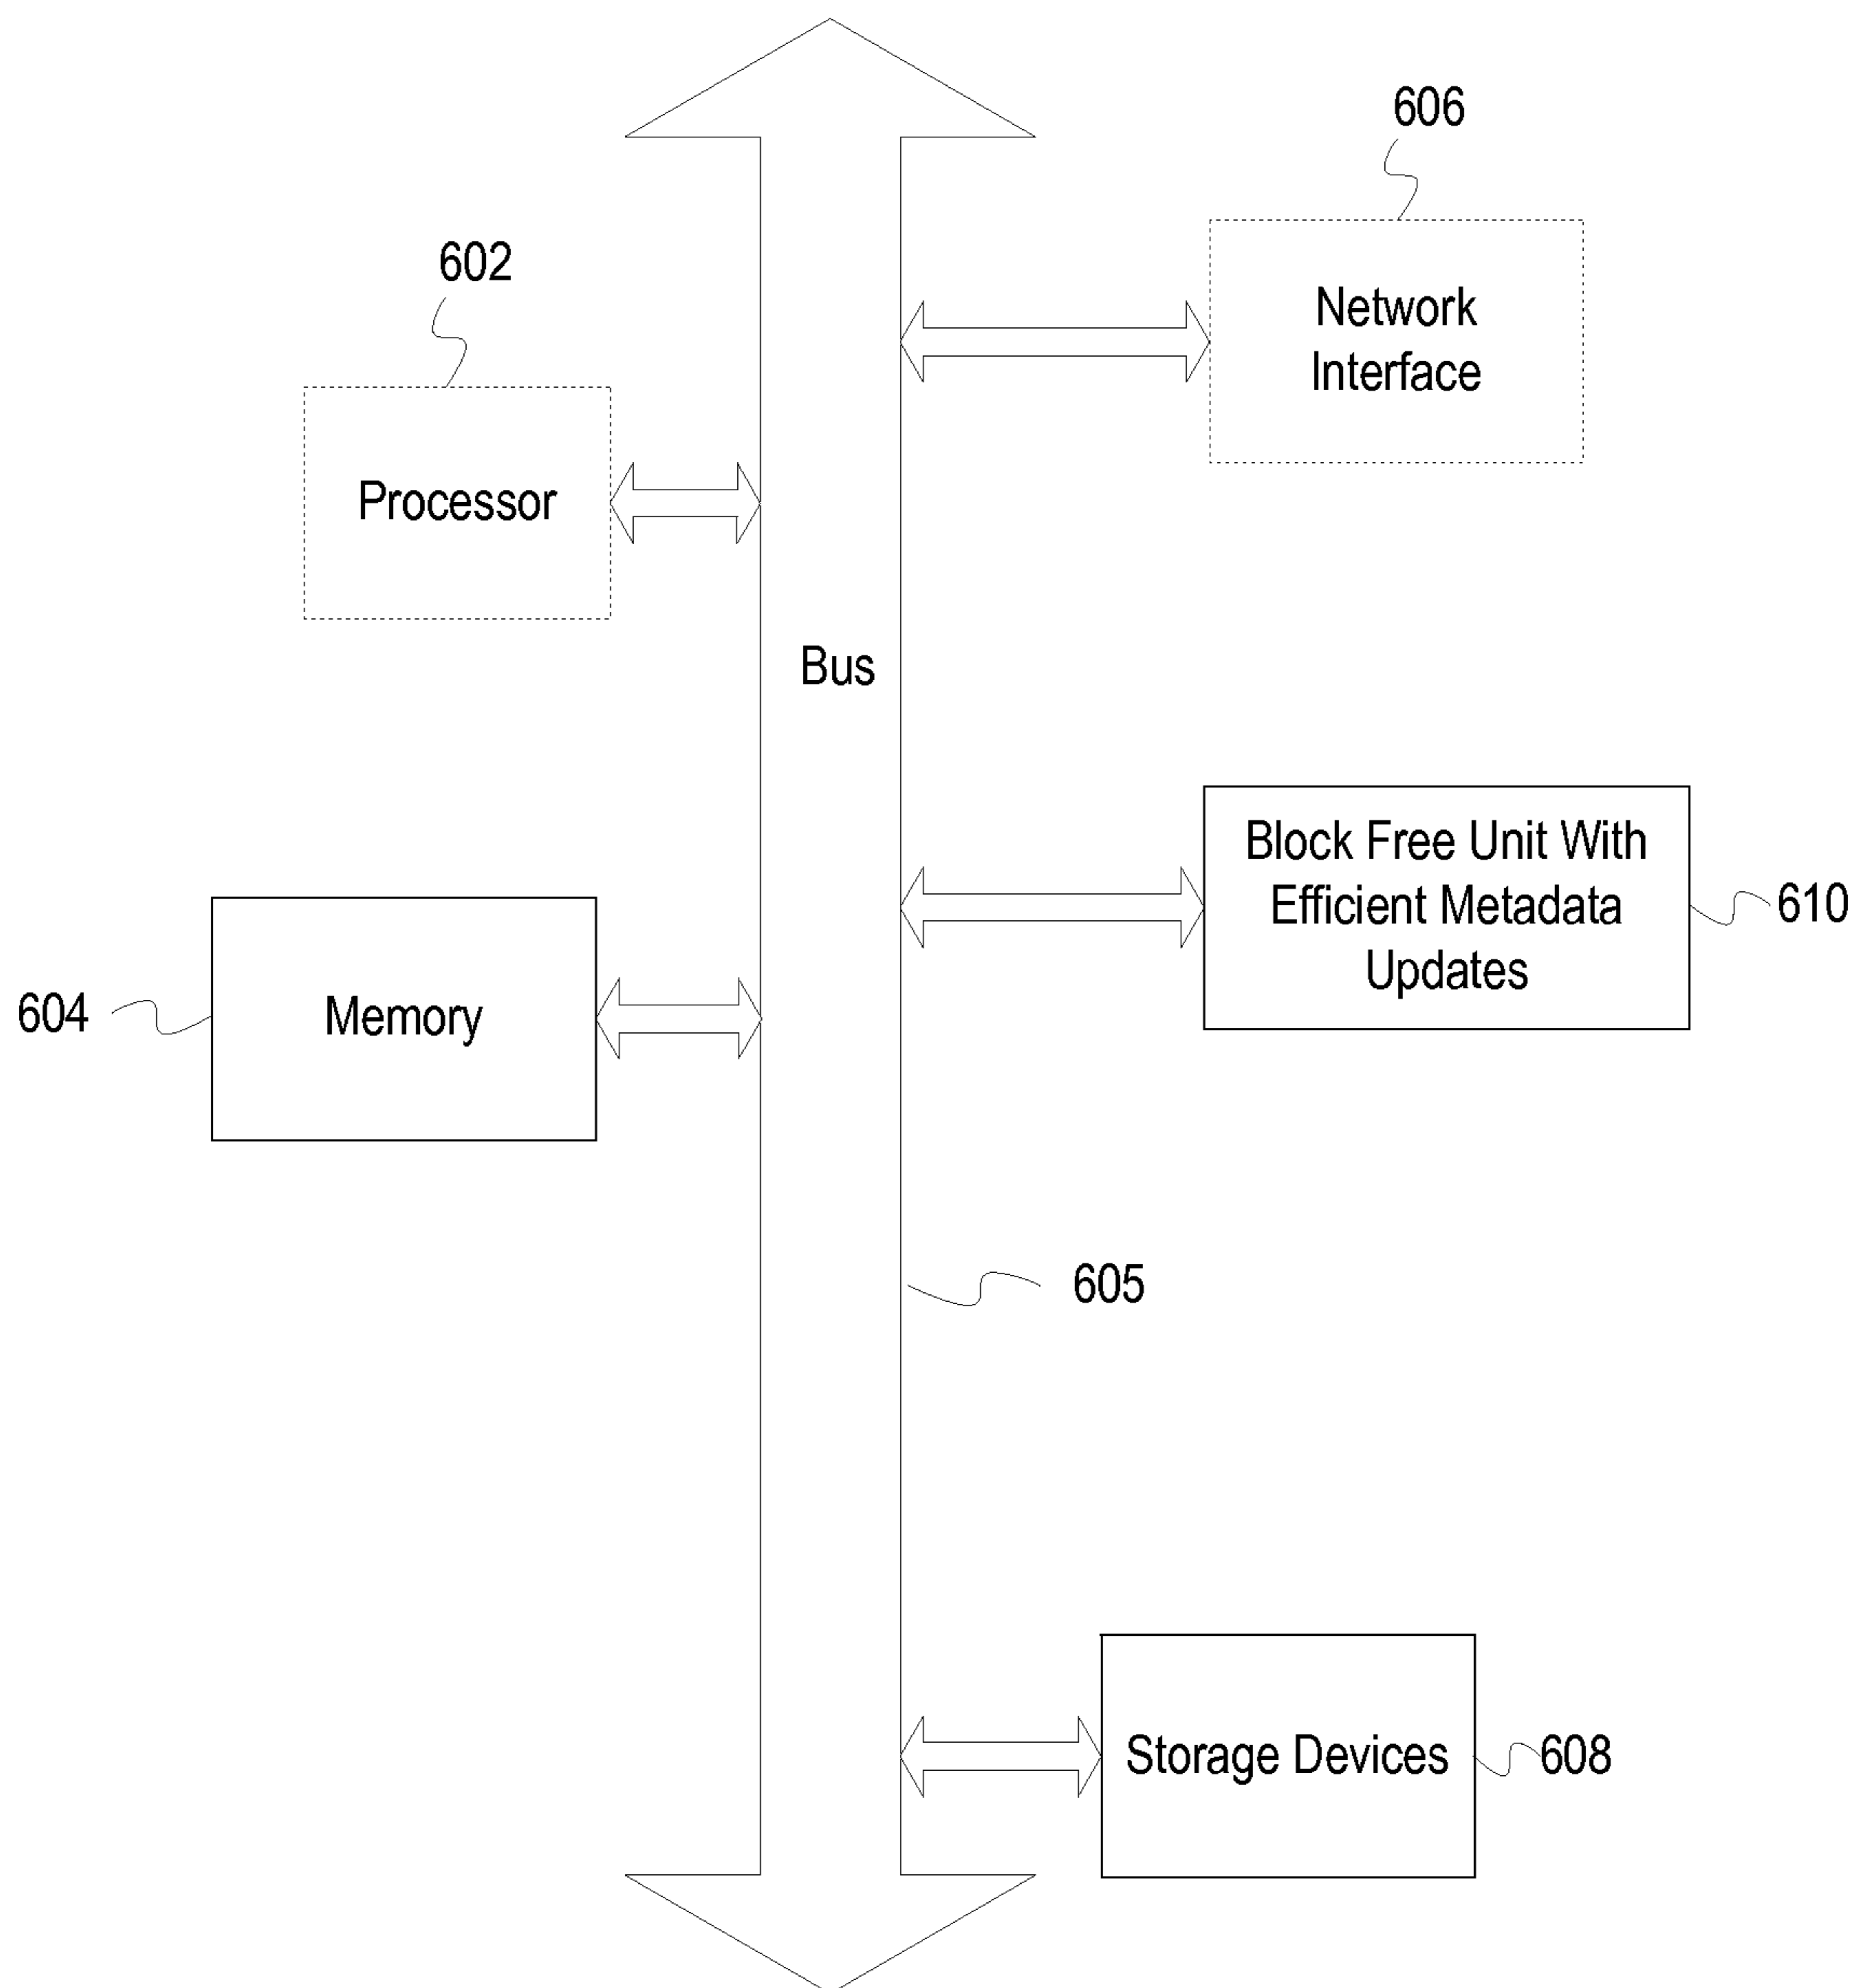 606
Network
Interface
602
Processor
Bus
Block Free Unit With
Efficient Metadata
Updates
610
604
Memory
605
Storage Devices
608